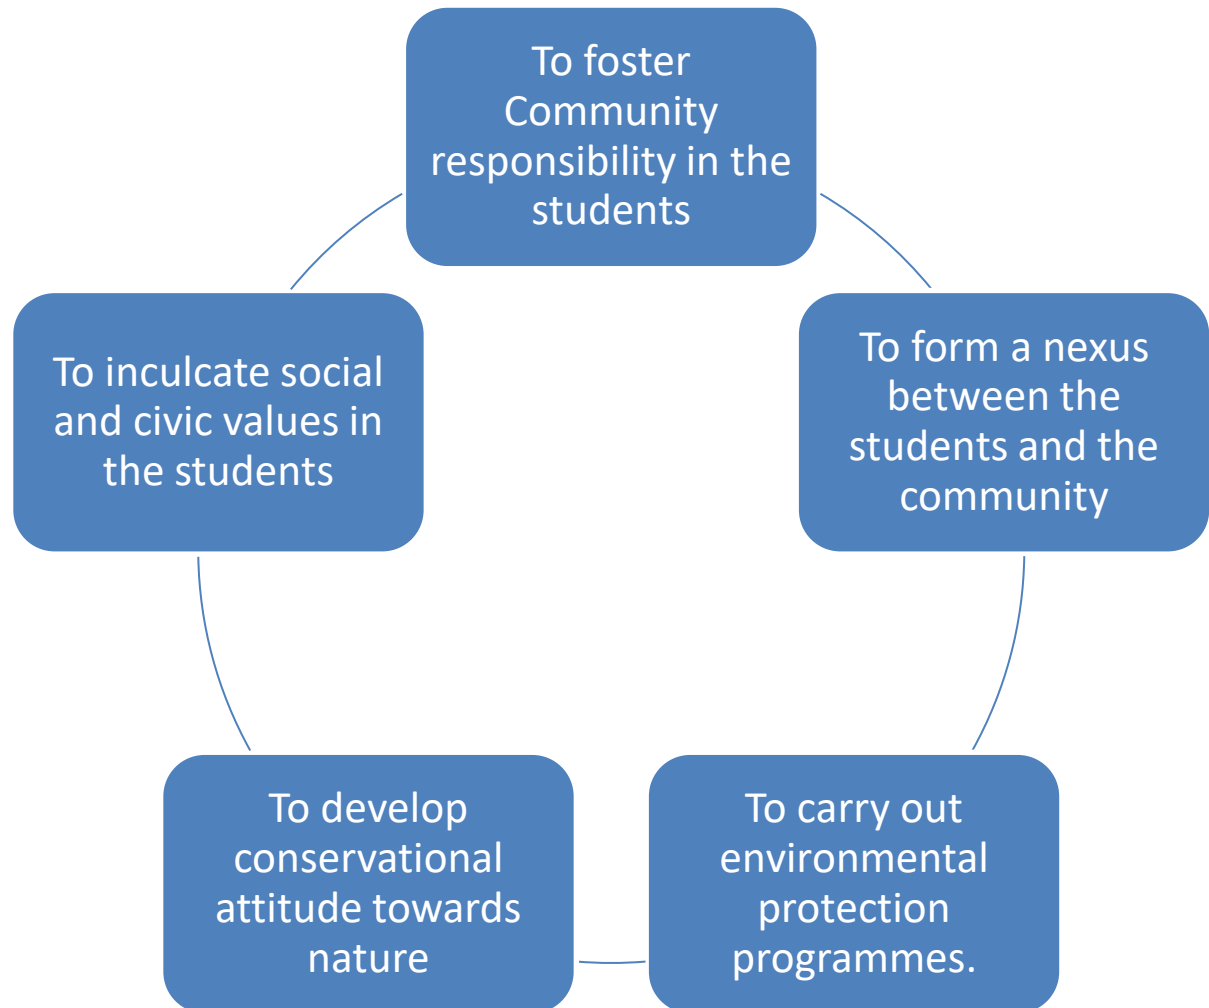 To foster
Community
responsibility in the
students
To form a nexus
between the
students and the
community
To carry out
environmental
protection
programmes.
To develop
conservational
attitude towards
nature
To inculcate social
and civic values in
the students